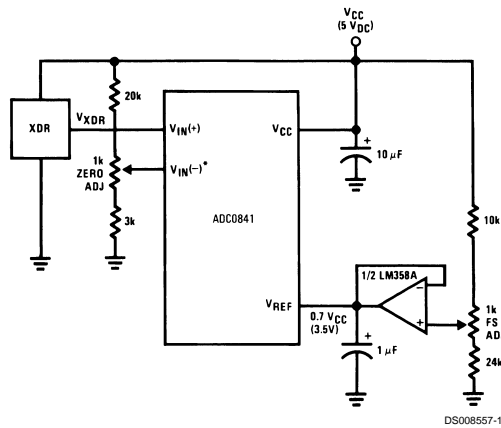 VCC
(5 VDC)
20k
XDR
VXDR
VIN(+)
VCC
+
10 μF
1k
ZERO
ADJ
VIN(−)*
3k
ADC0841
10k
1/2 LM358A
−
+
VREF
0.7 VCC
(3.5V)
+
1 μF
1k
FS
AD
24k
DS008557-1